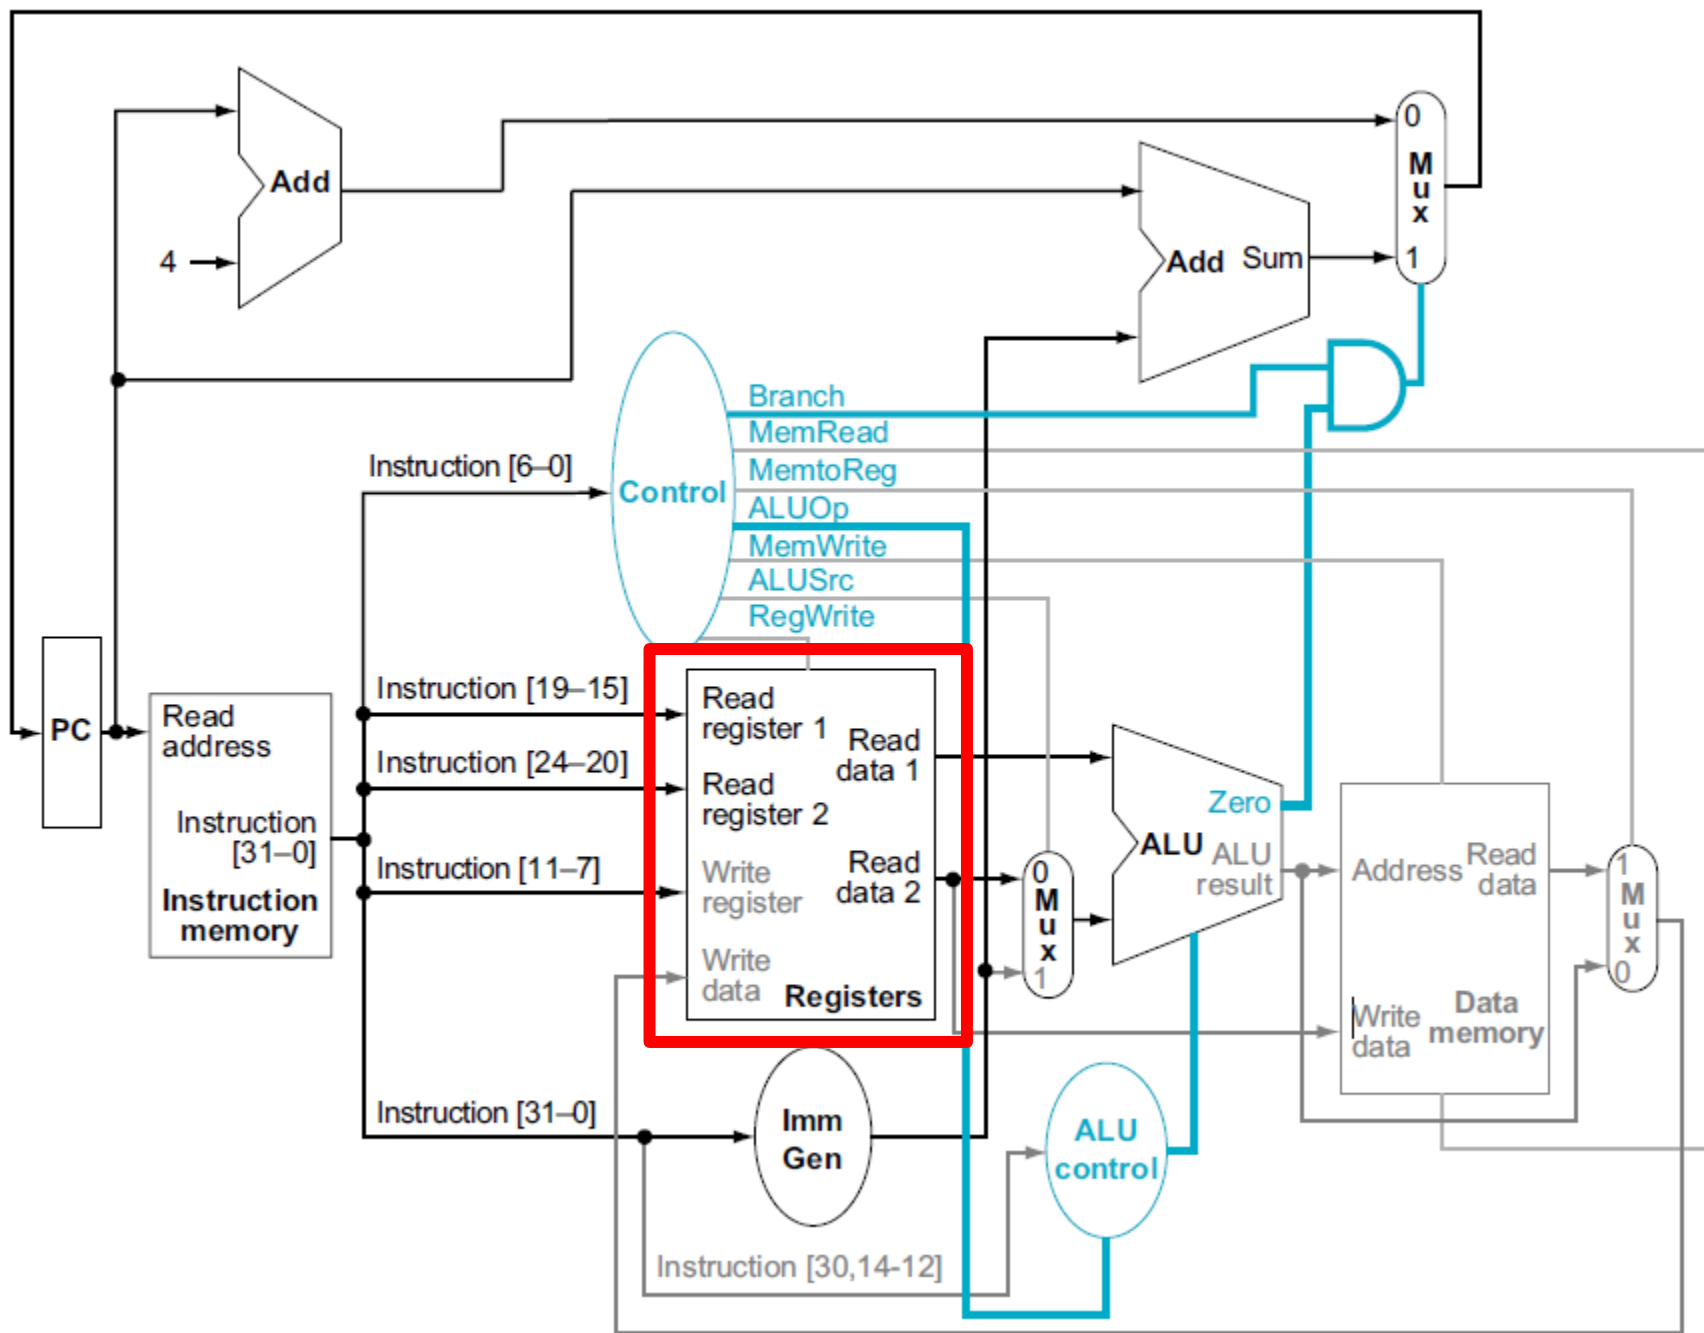 0
M
u
x
1
Add
4
Add Sum
Branch
MemRead
MemtoReg
ALUOp
MemWrite
ALUSrc
RegWrite
Instruction [6–0]
Control
PC
Read
address
Instruction
[31–0]
Instruction
memory
Instruction [19–15]
Instruction [24–20]
Instruction [11–7]
Instruction [31–0]
Read
register 1
Read
register 2
Write
register
Write
data
Read
data 1
Read
data 2
Registers
0
M
u
x
1
Zero
ALU
ALU
result
Address
Read
data
Write
data
Data
memory
1
M
u
x
0
Imm
Gen
ALU
control
Instruction [30,14-12]